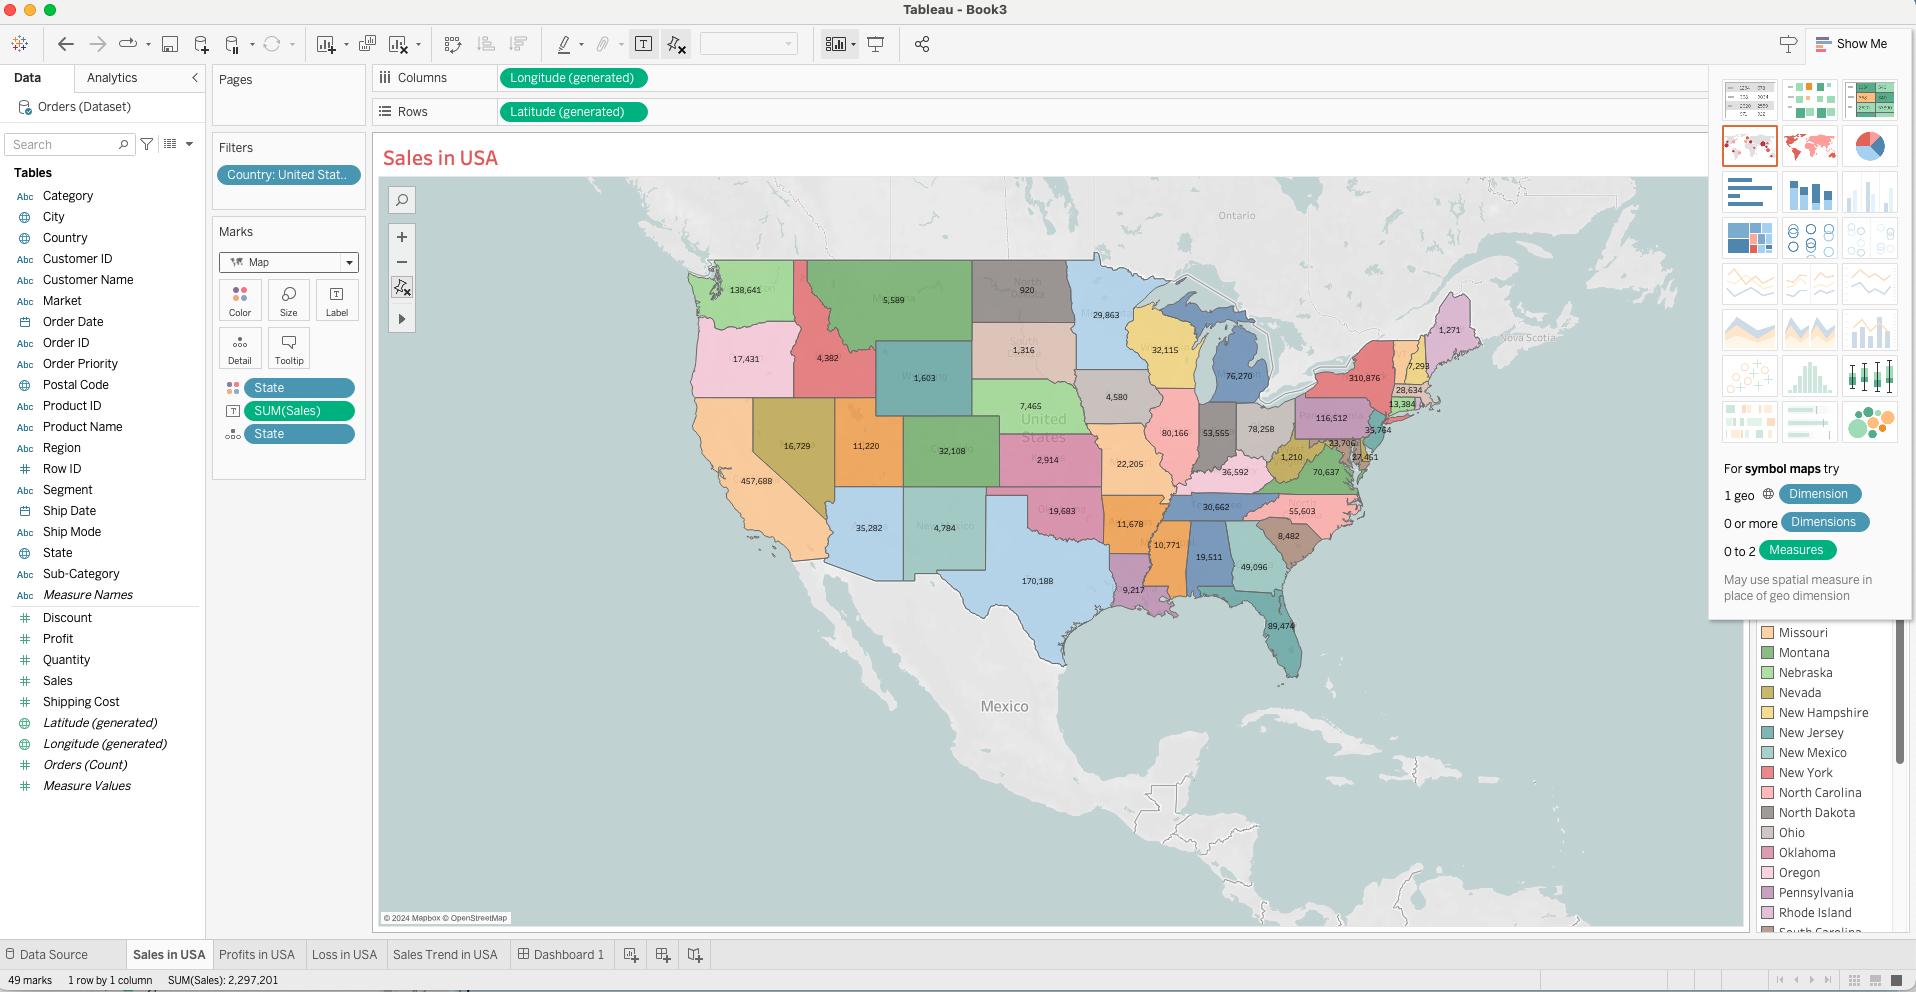 Tableau - Book3
Show Me
Data
Analytics
Orders (Dataset)
Search
Tables
Abc Category
City
Country
Abc Customer ID
Abc Customer Name
Abc Market
Order Date
Abc Order ID
Abc Order Priority
Postal Code
Abc Product ID
Abc Product Name
Abc Region
Row ID
Abc Segment
Ship Date
Abc Ship Mode
State
Abc Sub-Category
Abc Measure Names
Discount
Profit
Quantity
Sales
Shipping Cost
Latitude (generated)
Longitude (generated)
Orders (Count)
Measure Values
Pages
Filters
Country: United Stat..
Marks
Map
Color
Size
Label
Detail
Tooltip
State
SUM(Sales)
State
Columns
Longitude (generated)
Rows
Latitude (generated)
Sales in USA
Ontario
Nova Scotia
United States
Mexico
138,641
5,589
920
29,863
1,271
17,431
4,382
1,316
32,115
7,293
1,603
76,270
310,876
28,634
7,465
4,580
13,384
116,512
16,729
11,220
32,108
80,166
53,555
78,258
35,764
23,706
27,451
2,914
22,205
1,210
70,637
36,592
457,688
19,683
30,662
55,603
35,282
4,784
11,678
8,482
10,771
19,511
49,096
170,188
9,217
89,474
© 2024 Mapbox © OpenStreetMap
For symbol maps try
1 geo Dimension
0 or more Dimensions
0 to 2 Measures
May use spatial measure in
place of geo dimension
Missouri
Montana
Nebraska
Nevada
New Hampshire
New Jersey
New Mexico
New York
North Carolina
North Dakota
Ohio
Oklahoma
Oregon
Pennsylvania
Rhode Island
South Carolina
Data Source
Sales in USA
Profits in USA
Loss in USA
Sales Trend in USA
Dashboard 1
49 marks
1 row by 1 column
SUM(Sales): 2,297,201